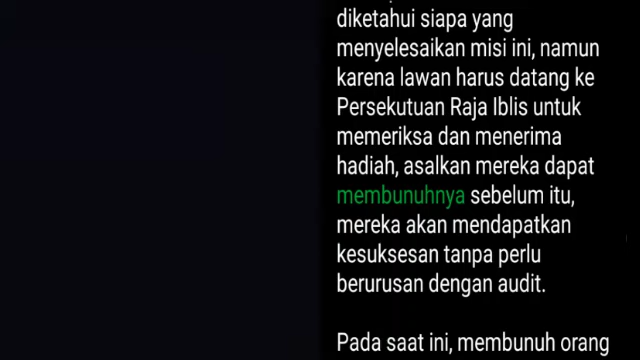 diketahui siapa yang
menyelesaikan misi ini, namun
karena lawan harus datang ke
Persekutuan Raja Iblis untuk
memeriksa dan menerima
hadiah, asalkan mereka dapat
membunuhnya sebelum itu,
mereka akan mendapatkan
kesuksesan tanpa perlu
berurusan dengan audit.
Pada saat ini, membunuh orang